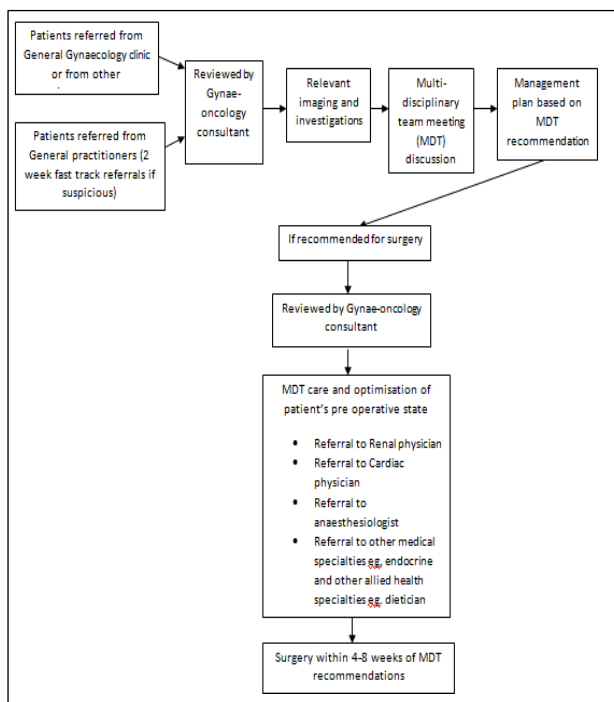 Patients referred from
General Gynaecology clinic
or from other
.
Reviewed by
Gynae-
oncology
consultant
Relevant
imaging and
investigations
Multi-
disciplinary
team meeting
(MDT)
discussion
Management
plan based on
MDT
recommendation
Patients referred from
General practitioners (2
week fast track referrals if
suspicious)
If recommended for surgery
Reviewed by Gynae-oncology
consultant
MDT care and optimisation of
patient's pre operative state
• Referral to Renal physician
• Referral to Cardiac
physician
• Referral to
anaesthesiologist
• Referral to other medical
specialties eg, endocrine
and other allied health
specialties eg. dietician
Surgery within 4-8 weeks of MDT
recommendations